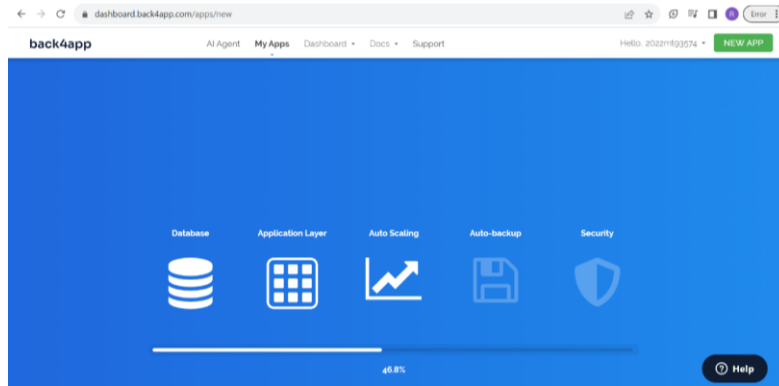 dashboard.back4app.com/apps/new
Error
back4app AI Agent My Apps Dashboard Docs Support Hello, 2022mt93574 NEW APP
Database Application Layer Auto Scaling Auto-backup Security
46.8%
Help